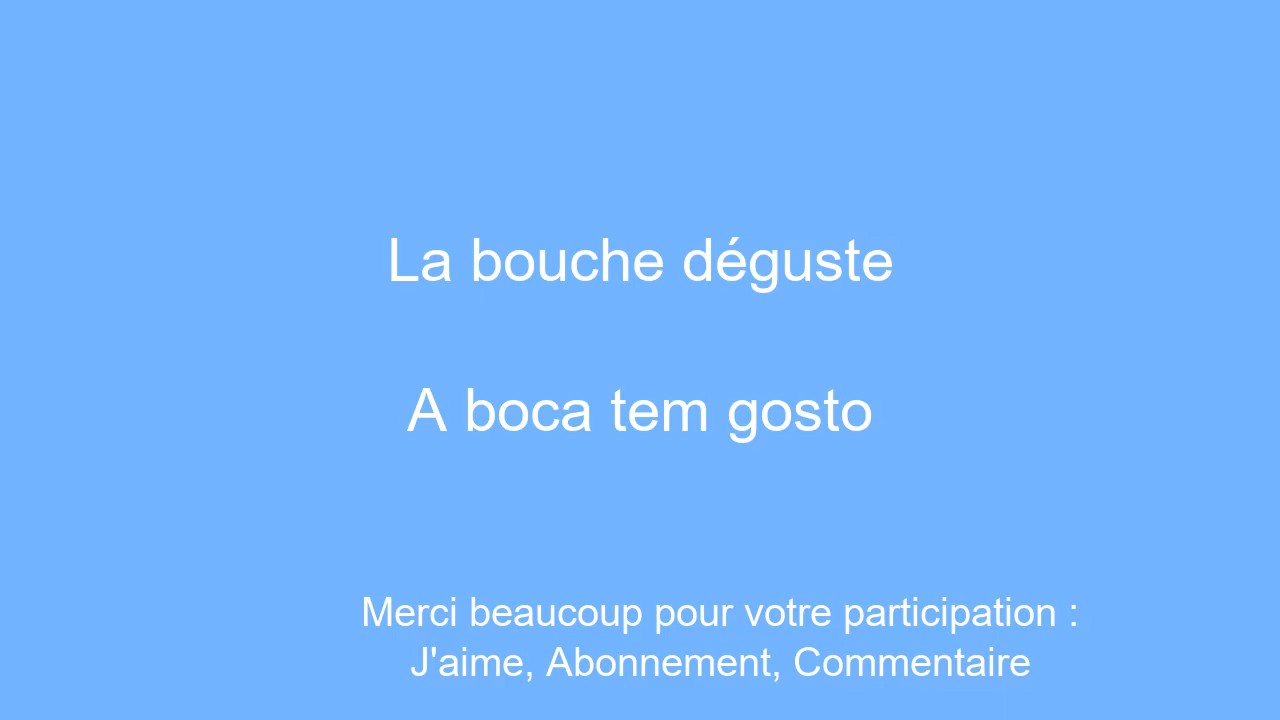 La bouche déguste
A boca tem gosto
Merci beaucoup pour votre participation :
J'aime, Abonnement, Commentaire